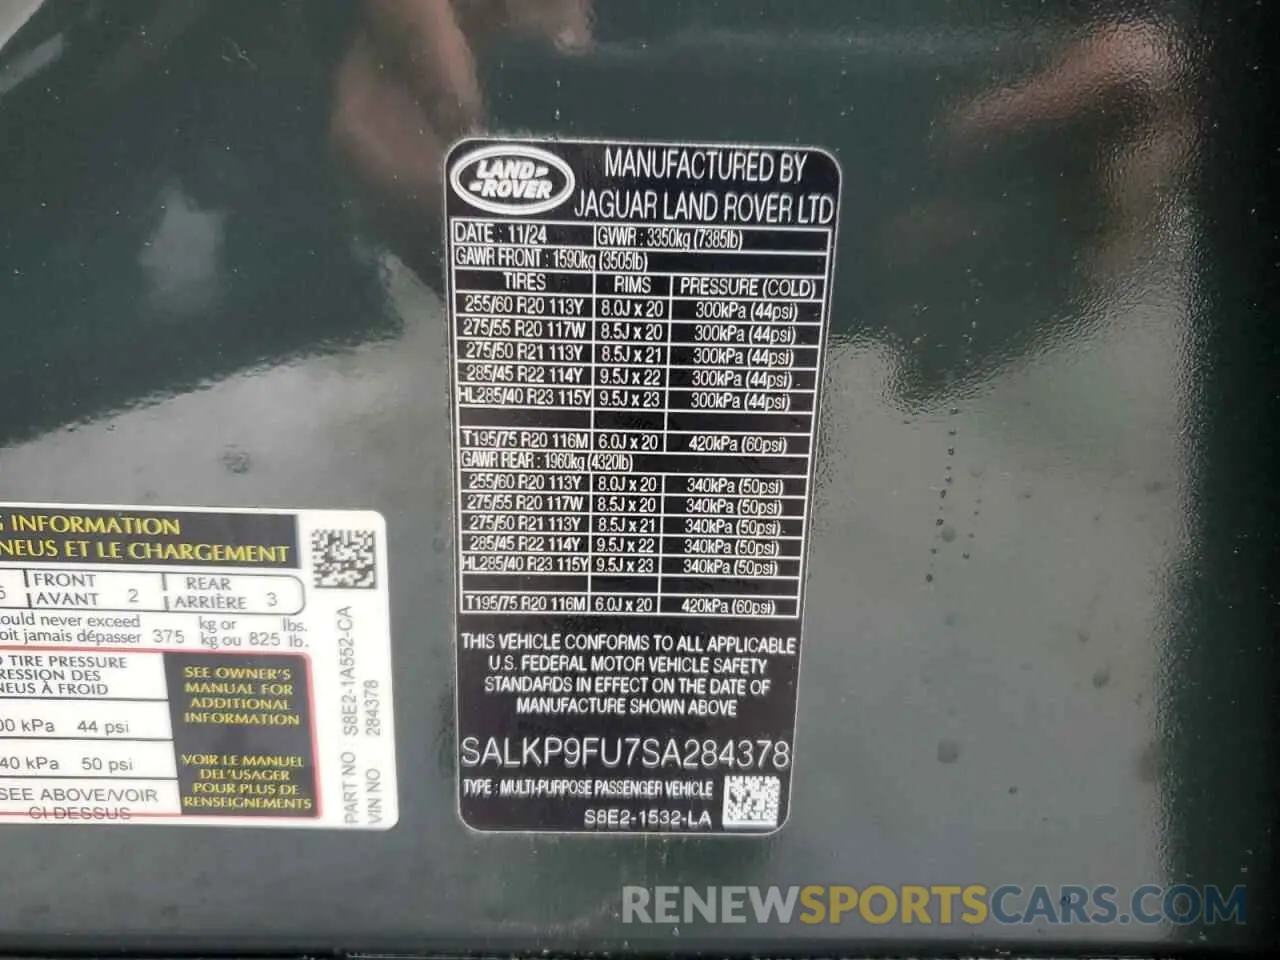 LAND ROVER
MANUFACTURED BY
JAGUAR LAND ROVER LTD
DATE : 11/24 GVWR : 3350kg (7385lb)
GAWR FRONT : 1590kg (3505lb)
TIRES RIMS PRESSURE (COLD)
255/60 R20 113Y 8.0J x 20 300kPa (44psi)
275/55 R20 117W 8.5J x 20 300kPa (44psi)
275/50 R21 113Y 8.5J x 21 300kPa (44psi)
285/45 R22 114Y 9.5J x 22 300kPa (44psi)
HL285/40 R23 115Y 9.5J x 23 300kPa (44psi)
T195/75 R20 116M 6.0J x 20 420kPa (60psi)
GAWR REAR : 1960kg (4320lb)
255/60 R20 113Y 8.0J x 20 340kPa (50psi)
275/55 R20 117W 8.5J x 20 340kPa (50psi)
275/50 R21 113Y 8.5J x 21 340kPa (50psi)
285/45 R22 114Y 9.5J x 22 340kPa (50psi)
HL285/40 R23 115Y 9.5J x 23 340kPa (50psi)
T195/75 R20 116M 6.0J x 20 420kPa (60psi)
THIS VEHICLE CONFORMS TO ALL APPLICABLE
U.S. FEDERAL MOTOR VEHICLE SAFETY
STANDARDS IN EFFECT ON THE DATE OF
MANUFACTURE SHOWN ABOVE
SALKP9FU7SA284378
TYPE : MULTI-PURPOSE PASSENGER VEHICLE
S8E2-1532-LA
G INFORMATION
NEUS ET LE CHARGEMENT
5 FRONT REAR
AVANT 2 ARRIÈRE 3
ould never exceed kg or lbs.
oit jamais dépasser 375 kg ou 825 lb.
TIRE PRESSURE
RESSION DES
NEUS À FROID
00 kPa 44 psi
40 kPa 50 psi
SEE ABOVE/VOIR
CI DESSUS
SEE OWNER'S
MANUAL FOR
ADDITIONAL
INFORMATION
VOIR LE MANUEL
DEL'USAGER
POUR PLUS DE
RENSEIGNEMENTS
PART NO S8E2-1A552-CA
VIN NO 284378
RENEWSPORTSCARS.COM